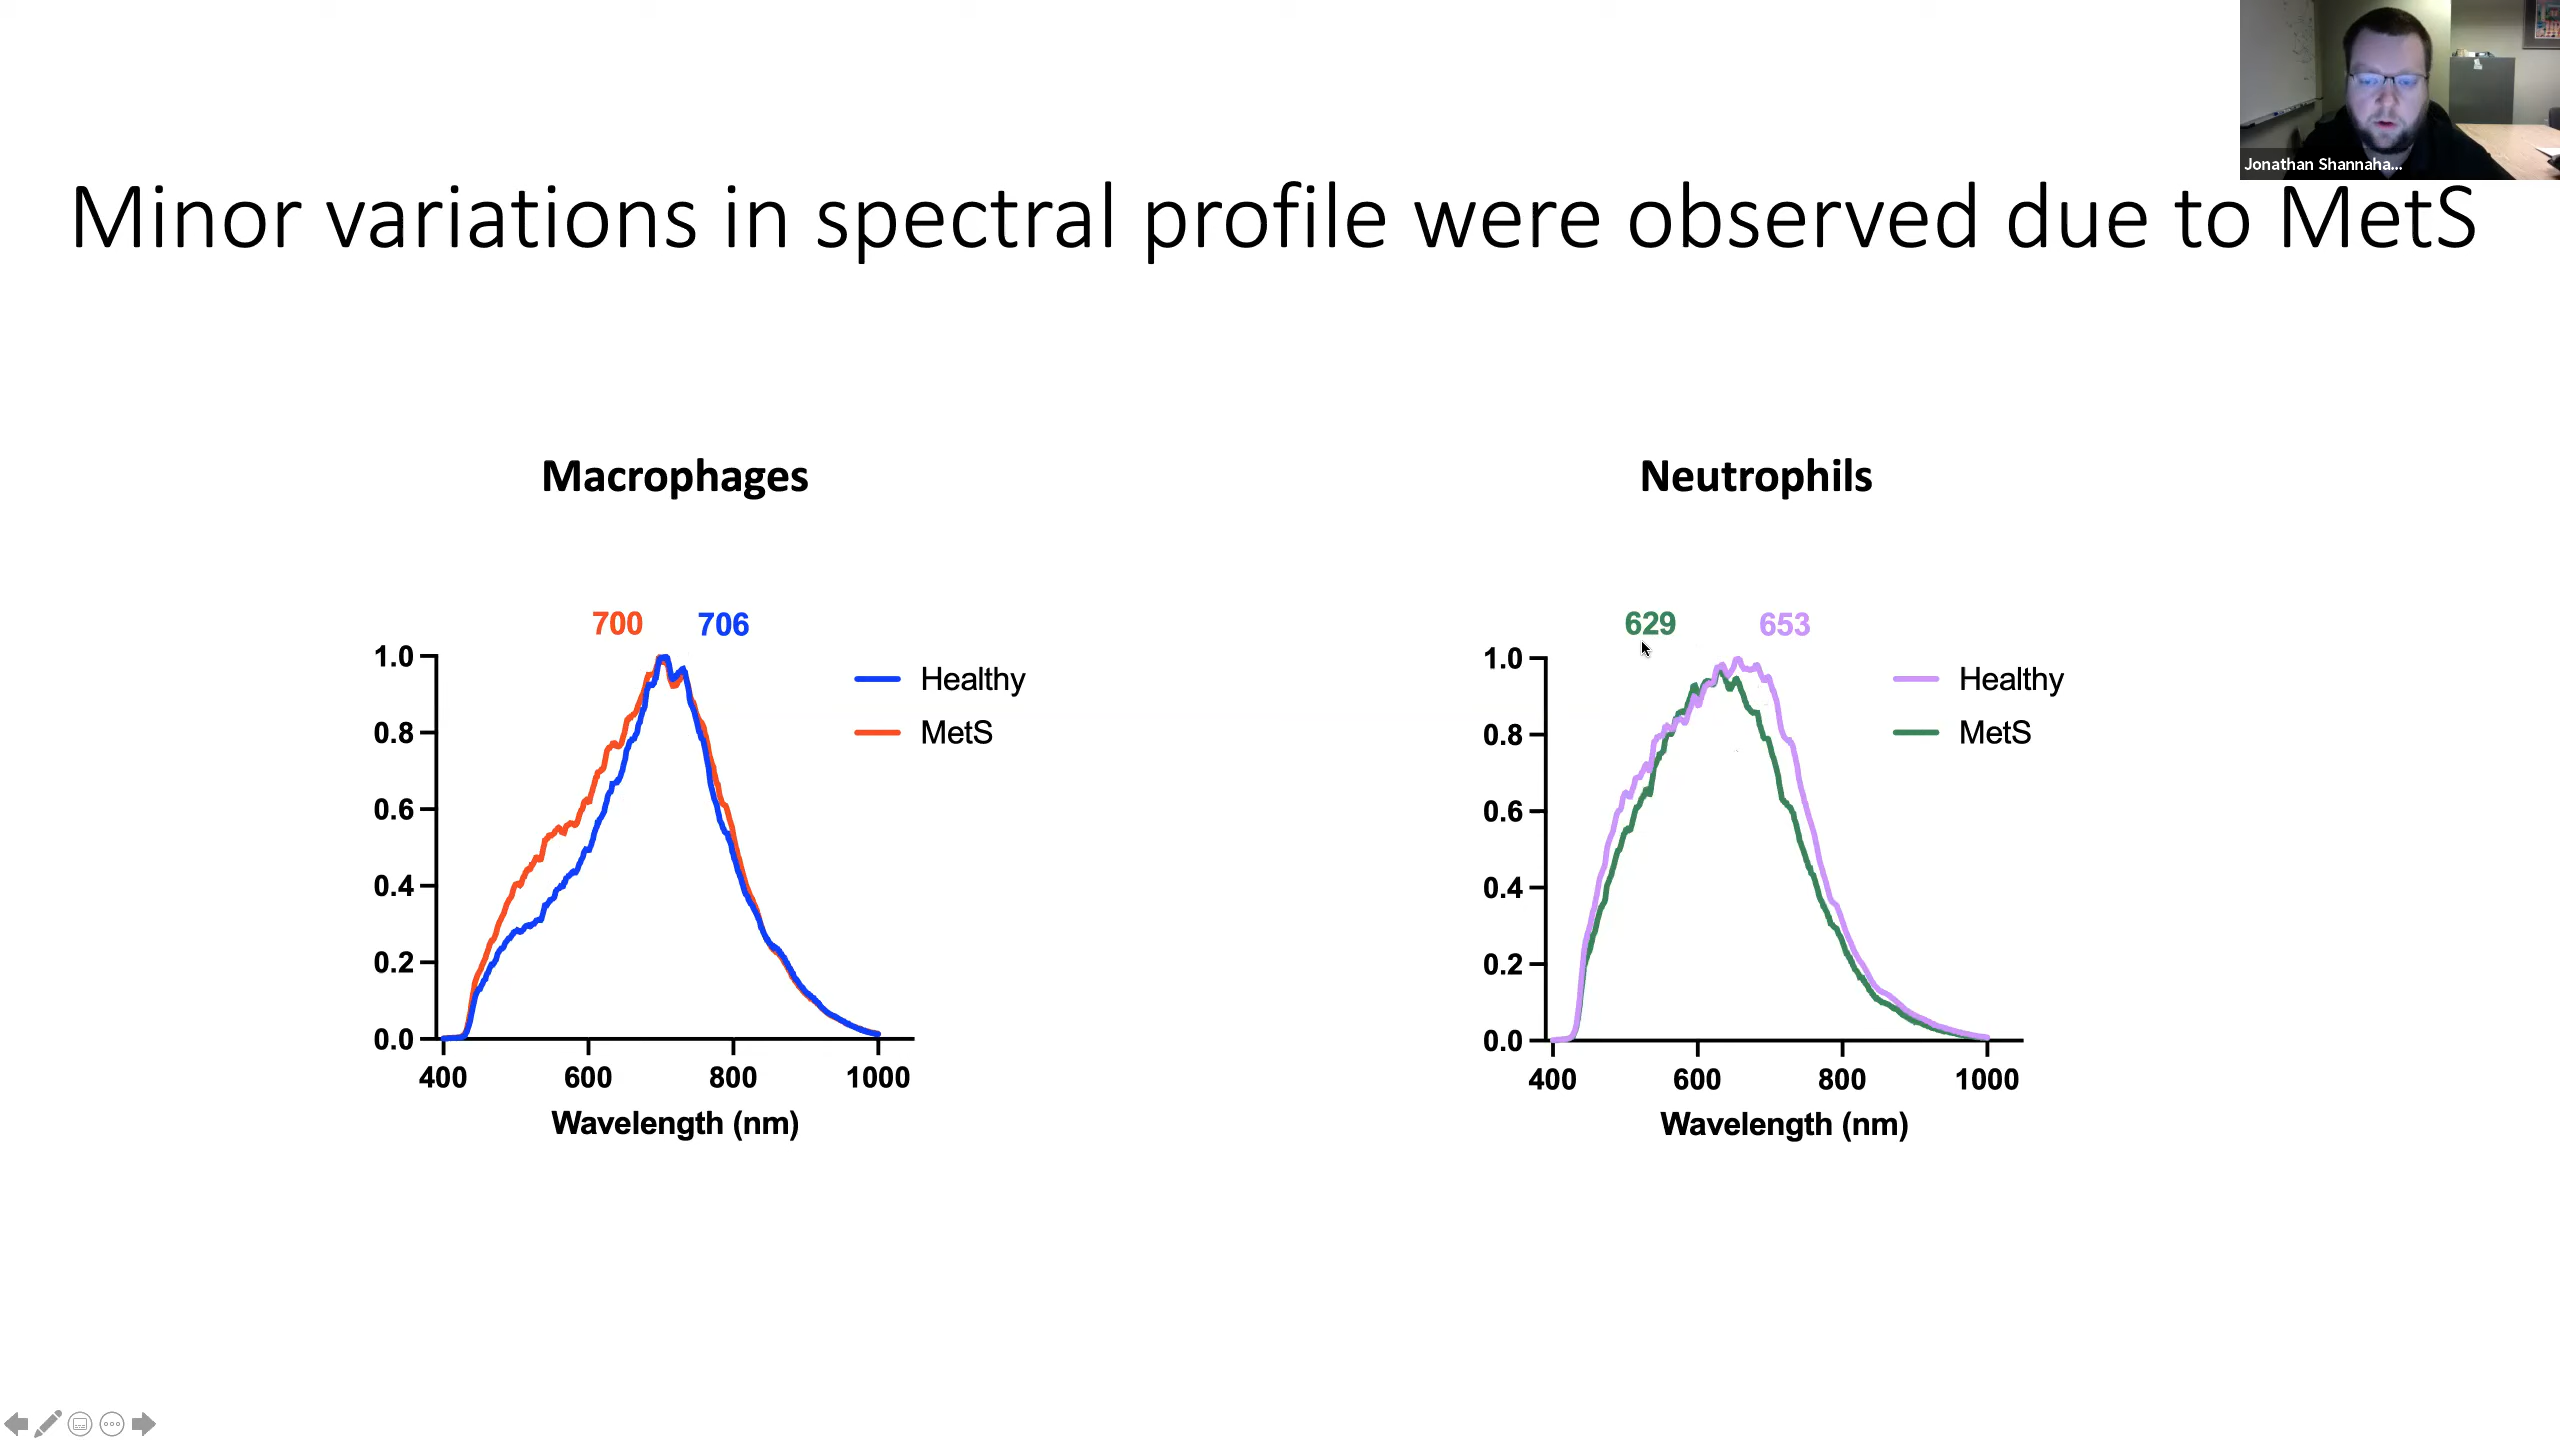 Jonathan Shannaha...
Minor variations in spectral profile were observed due to MetS
Macrophages
700 706
1.0
0.8
0.6
0.4
0.2
0.0
400 600 800 1000
Wavelength (nm)
Healthy
MetS
Neutrophils
629 653
1.0
0.8
0.6
0.4
0.2
0.0
400 600 800 1000
Wavelength (nm)
Healthy
MetS